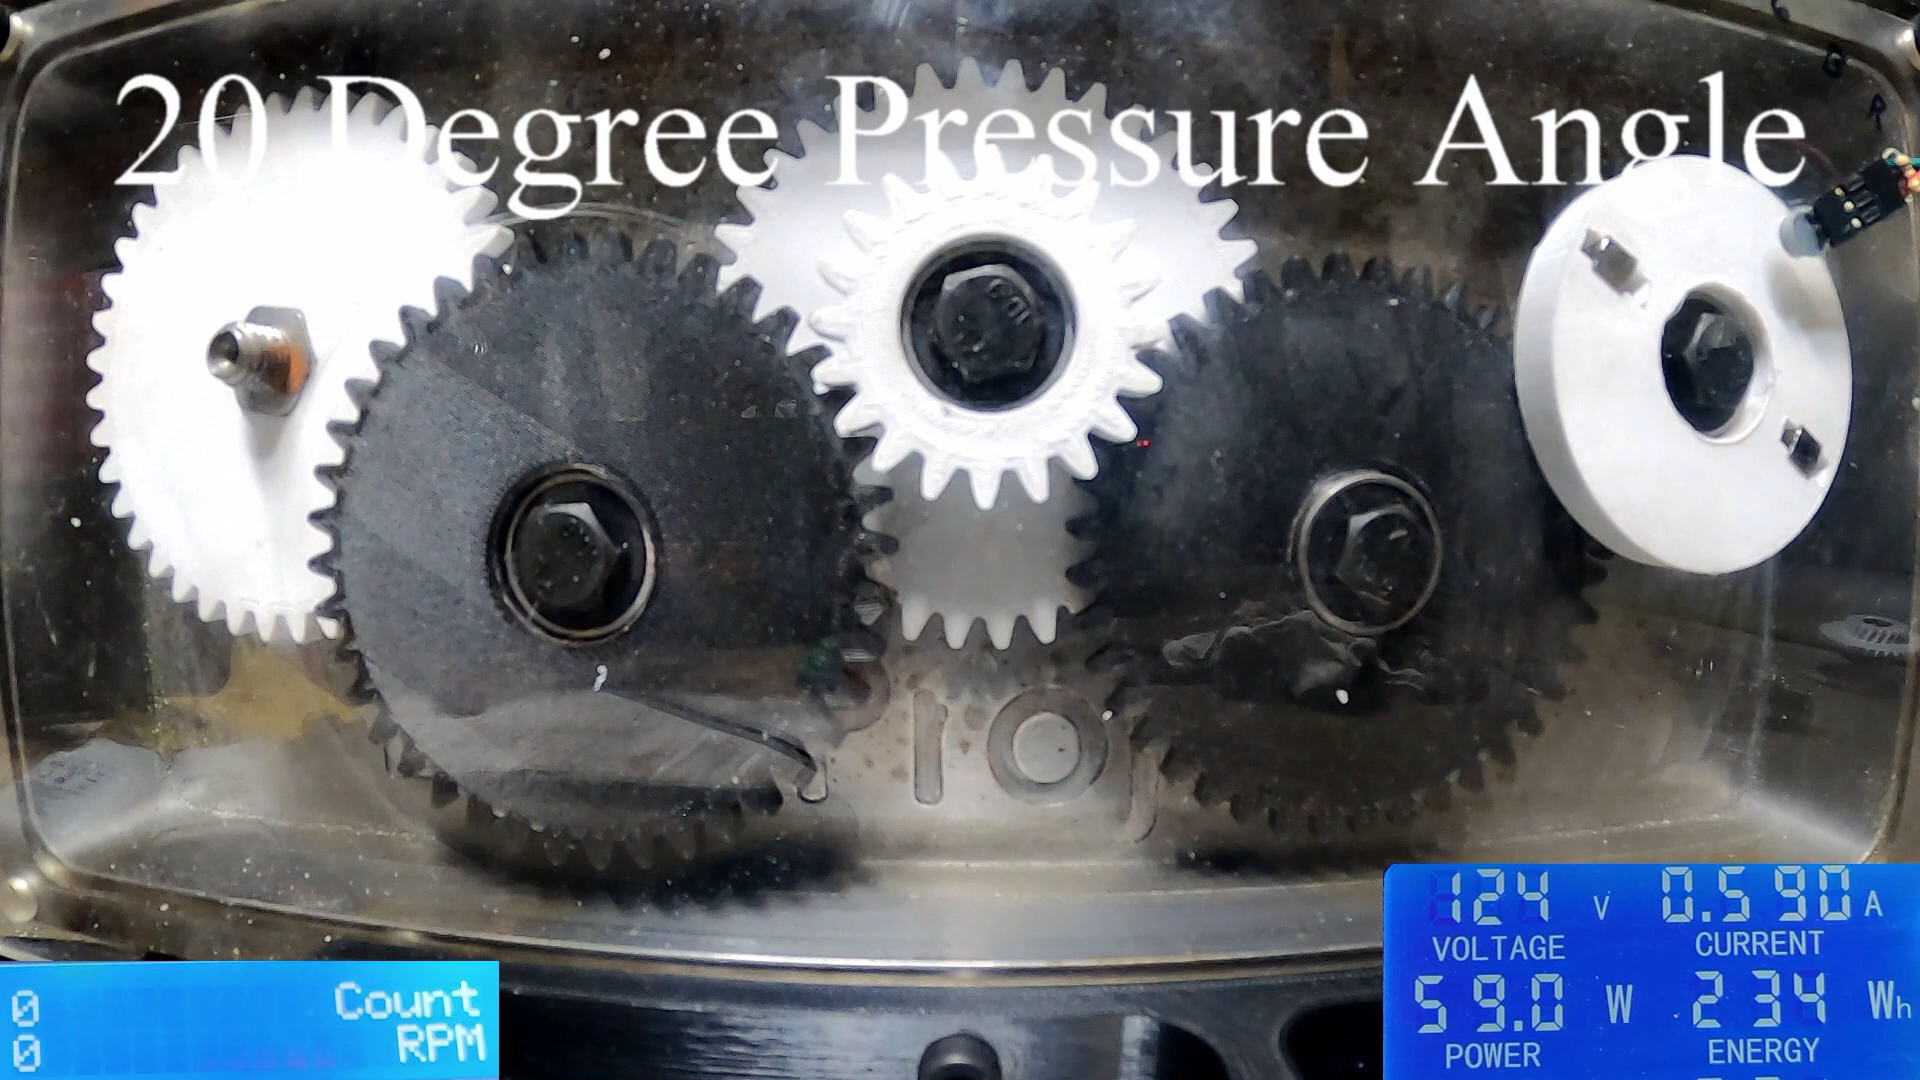 20 Degree Pressure Angle
124 V 0.590 A
VOLTAGE CURRENT
59.0 W 234 Wh
POWER ENERGY
0 Count
0 RPM